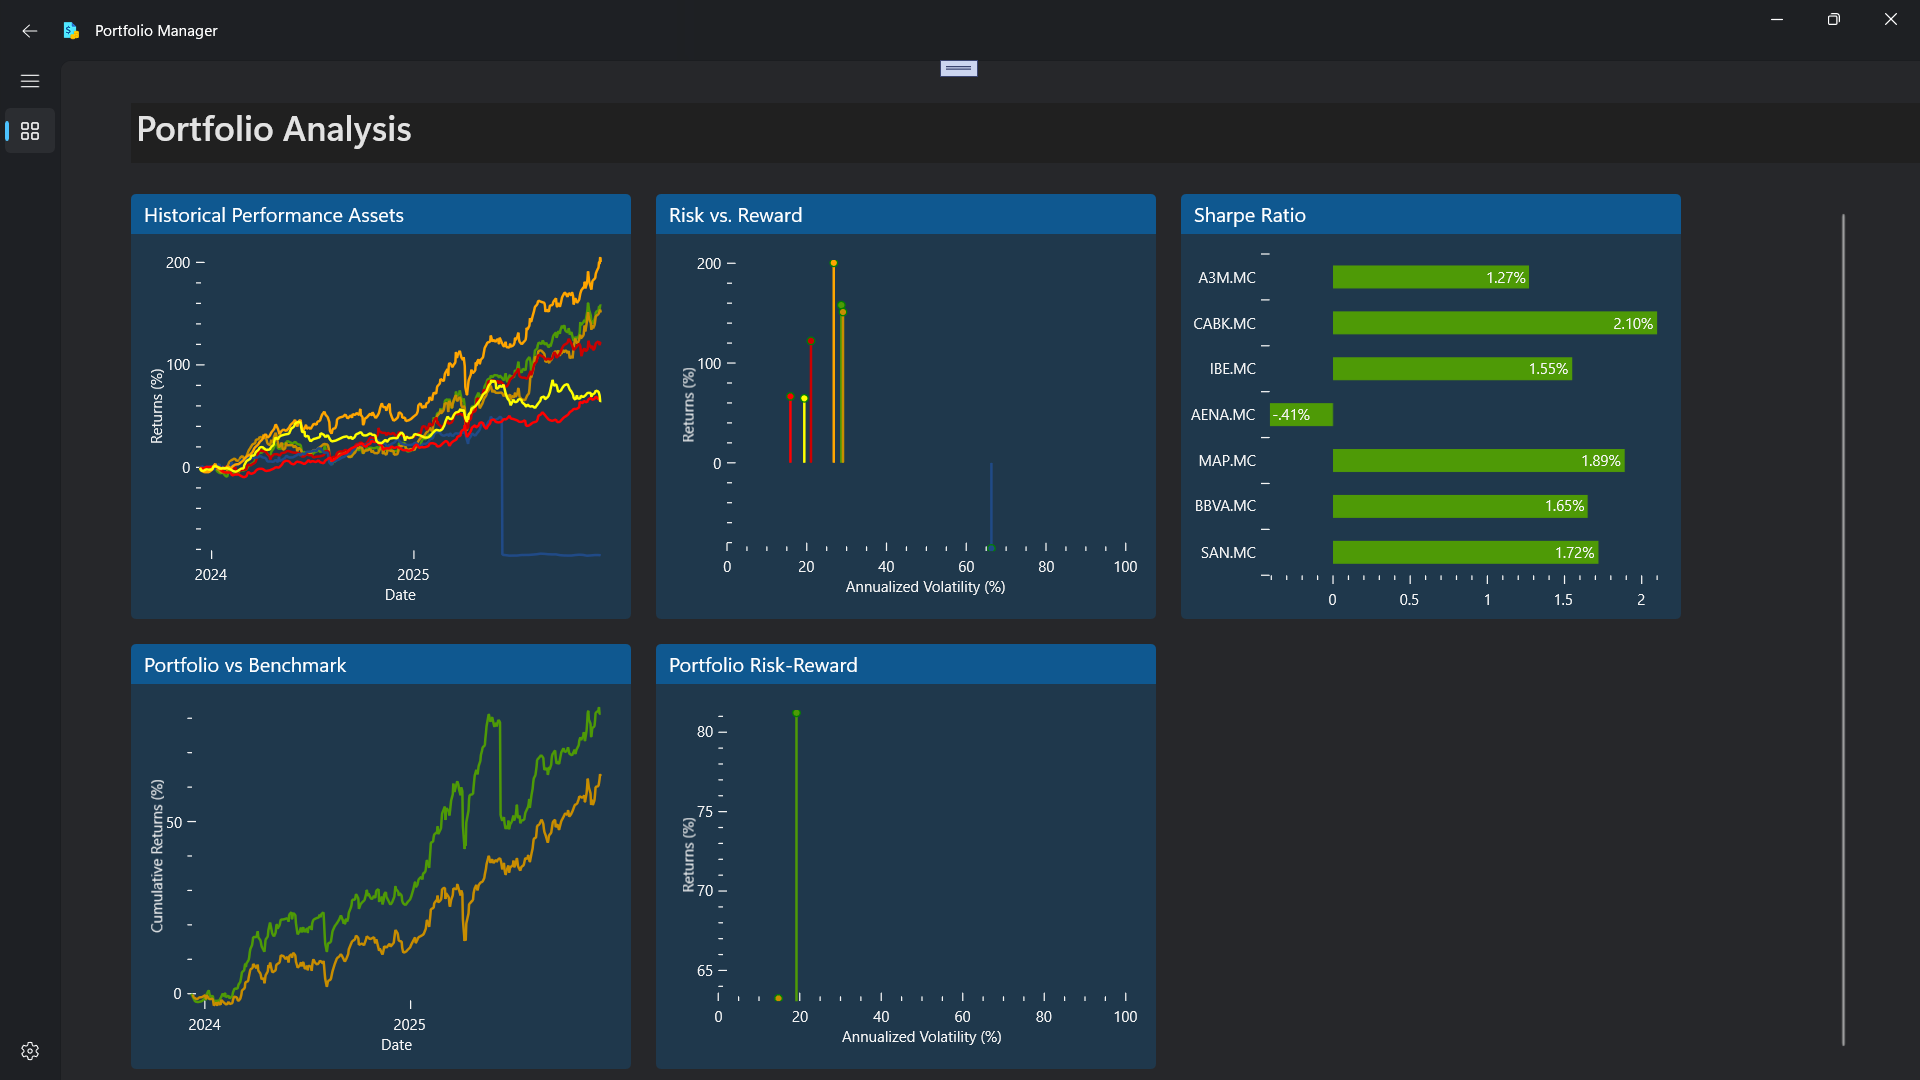 Portfolio Manager
Portfolio Analysis
Historical Performance Assets
200
100
0
Returns (%)
2024
2025
Date
Risk vs. Reward
200
100
0
Returns (%)
0
20
40
60
80
100
Annualized Volatility (%)
Sharpe Ratio
A3M.MC
1.27%
CABK.MC
2.10%
IBE.MC
1.55%
AENA.MC
-.41%
MAP.MC
1.89%
BBVA.MC
1.65%
SAN.MC
1.72%
0
0.5
1
1.5
2
Portfolio vs Benchmark
50
0
Cumulative Returns (%)
2024
2025
Date
Portfolio Risk-Reward
80
75
70
65
Returns (%)
0
20
40
60
80
100
Annualized Volatility (%)